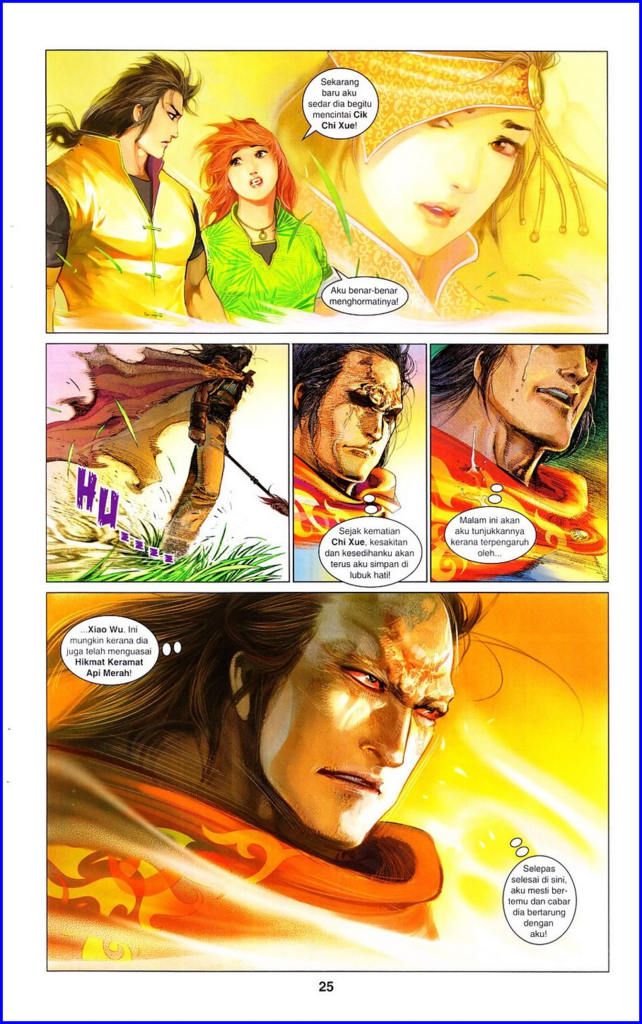 Sekarang
baru aku
sedar dia begitu
mencintai Cik
Chi Xue!
Aku benar-benar
menghormatinya!
HU......
Sejak kematian
Chi Xue, kesakitan
dan kesedihanku akan
terus aku simpan di
lubuk hati!
Malam ini akan
aku tunjukkannya
kerana terpengaruh
oleh...
...Xiao Wu. Ini
mungkin kerana dia
juga telah menguasai
Hikmat Keramat
Api Merah!
Selepas
selesai di sini,
aku mesti ber-
temu dan cabar
dia bertarung
dengan
aku!
25